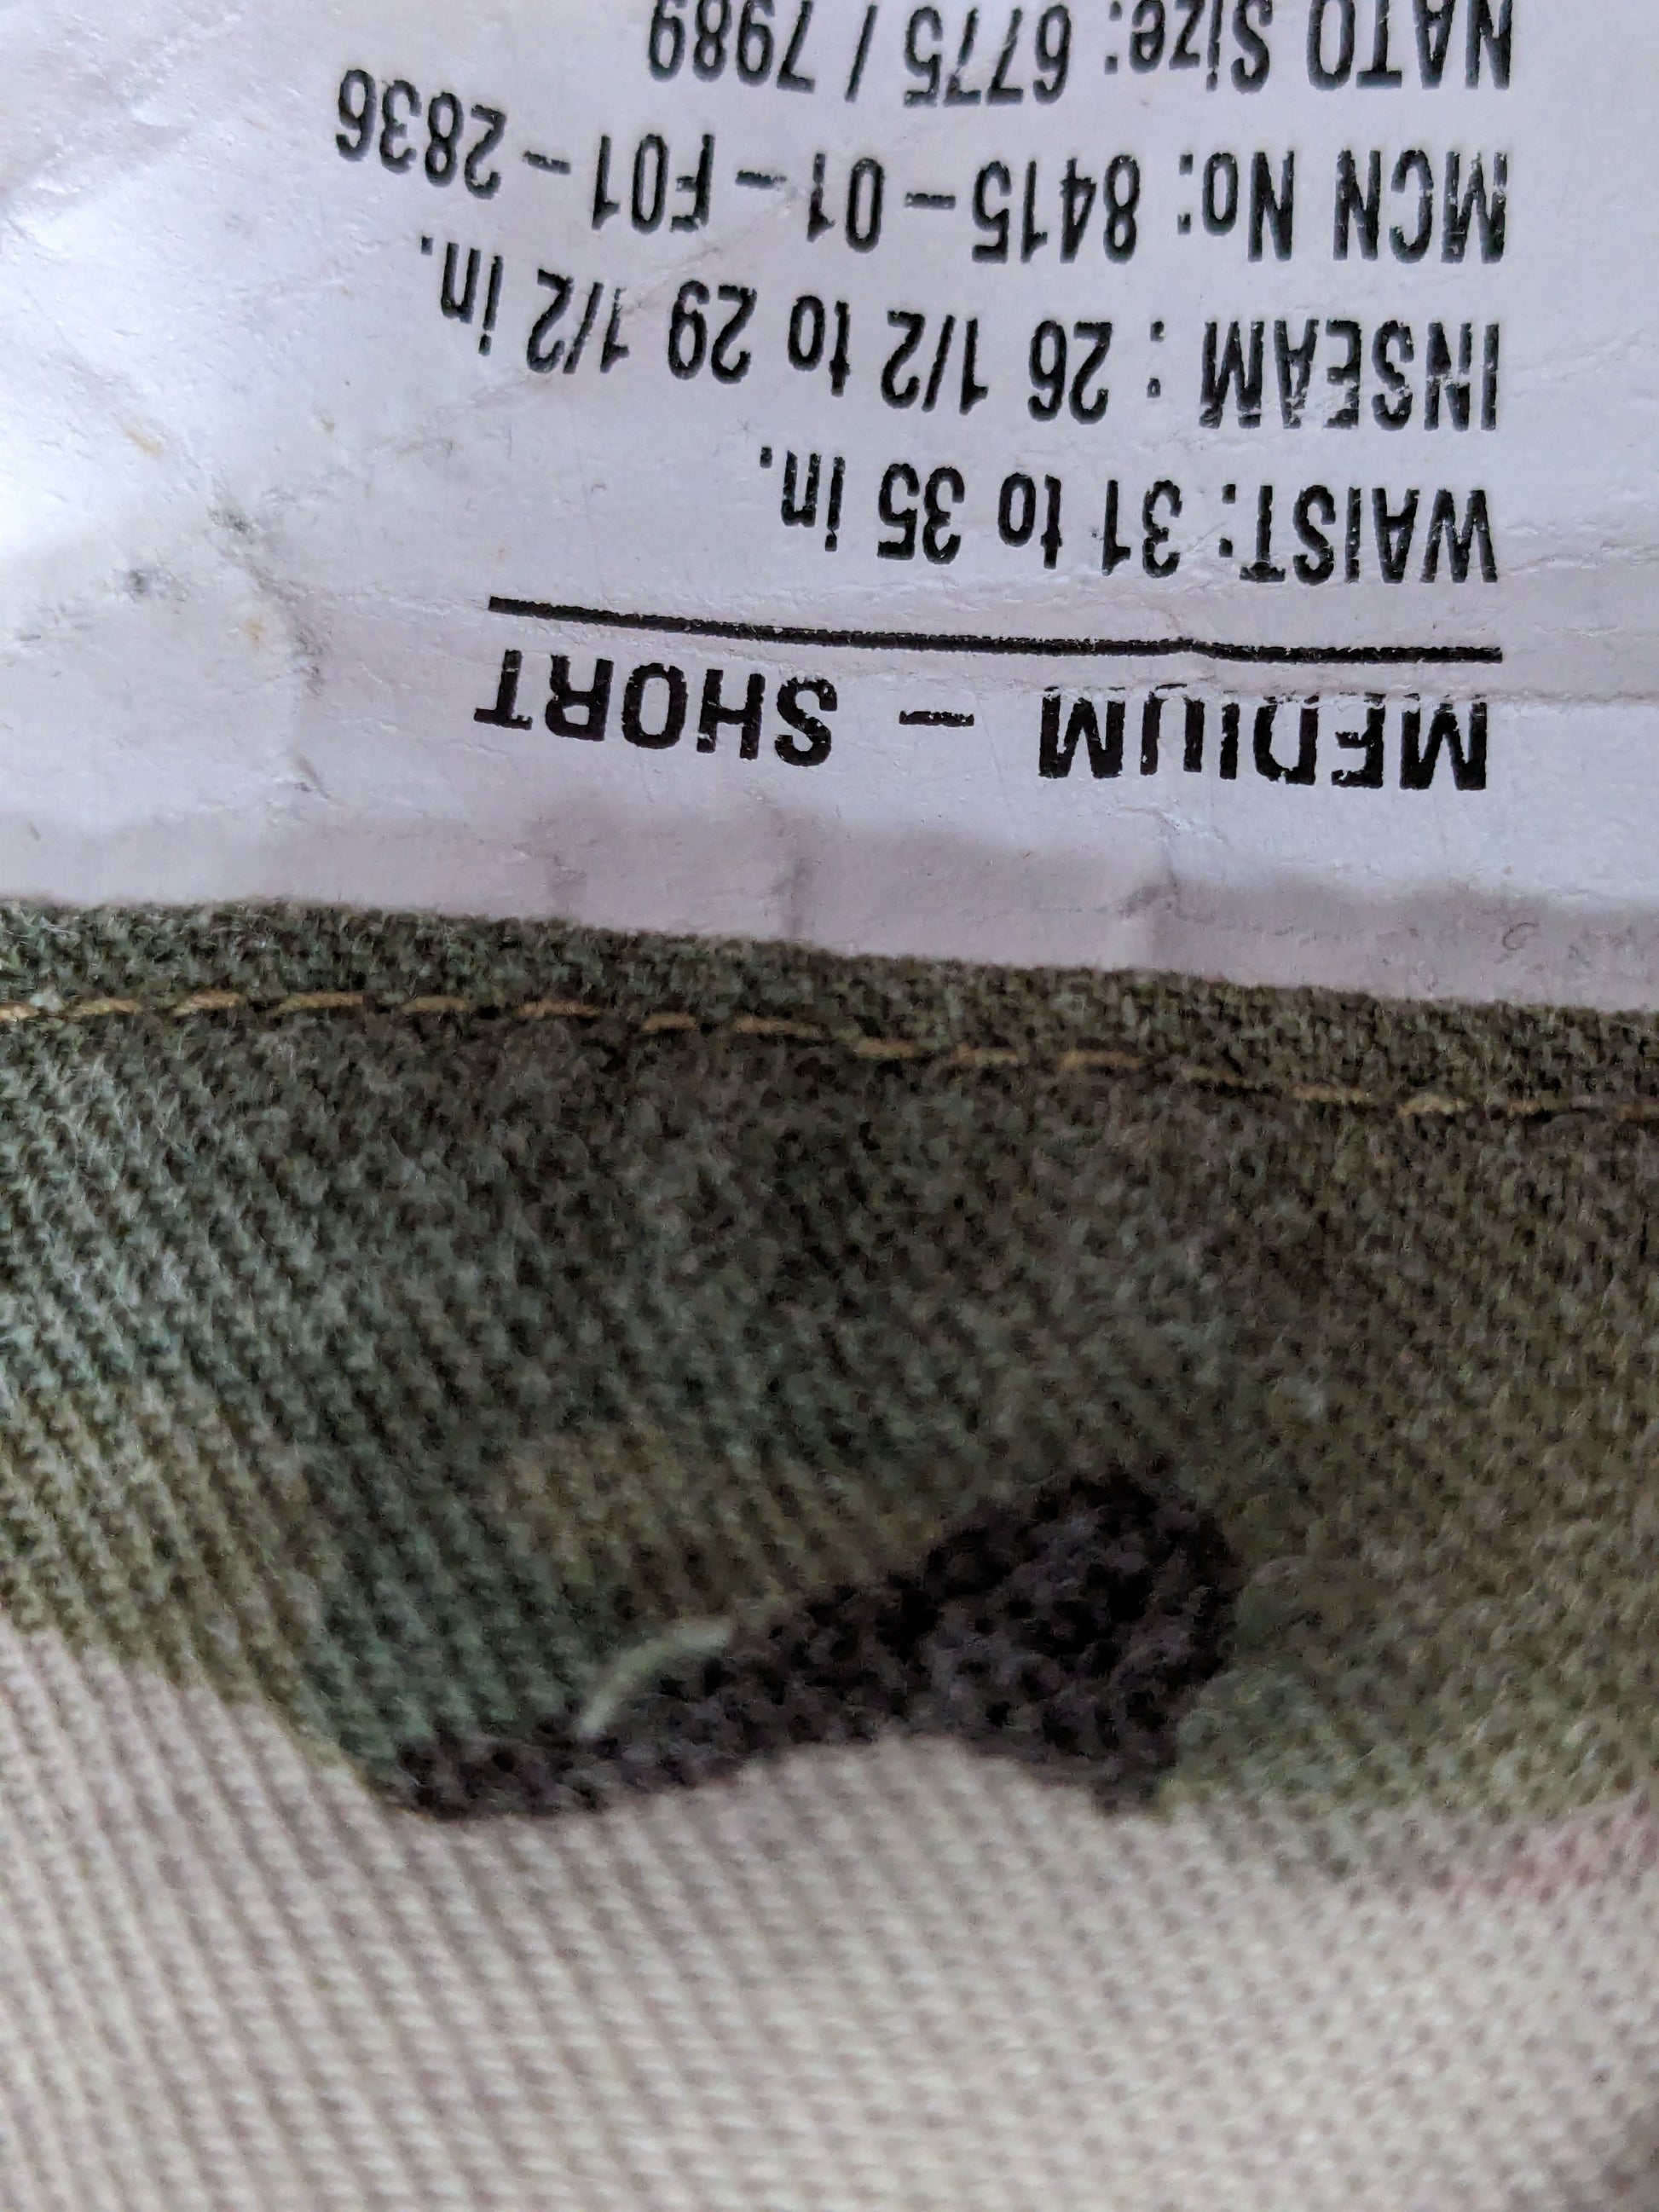 MEDIUM – SHORT
WAIST: 31 to 35 in.
INSEAM : 26 1/2 to 29 1/2 in.
MCN No: 8415–01–F01–2836
NATO Size: 6775 / 7989